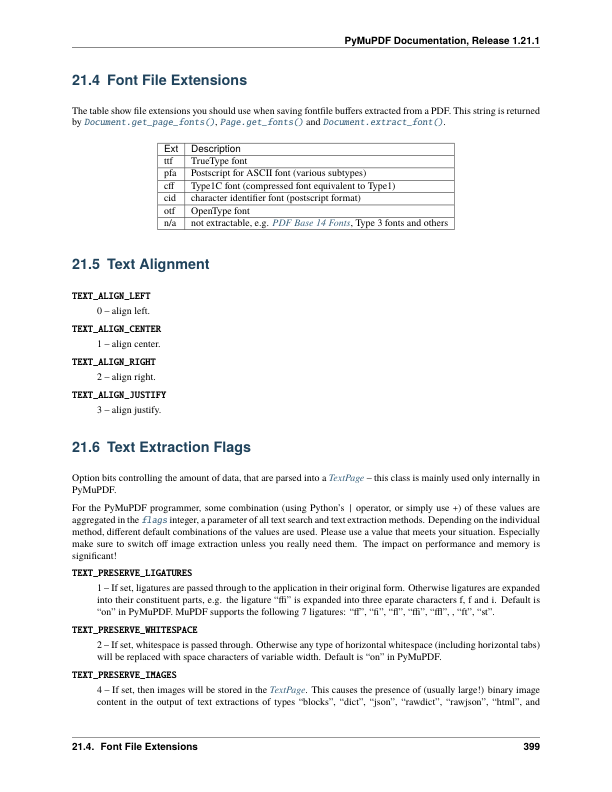 PyMuPDF Documentation, Release 1.21.1
21.4 Font File Extensions
The table show file extensions you should use when saving fontfile buffers extracted from a PDF. This string is returned
by Document.get_page_fonts(), Page.get_fonts() and Document.extract_font().
Ext Description
ttf TrueType font
pfa Postscript for ASCII font (various subtypes)
cff Type1C font (compressed font equivalent to Type1)
cid character identifier font (postscript format)
otf OpenType font
n/a not extractable, e.g. PDF Base 14 Fonts, Type 3 fonts and others
21.5 Text Alignment
TEXT_ALIGN_LEFT
0 – align left.
TEXT_ALIGN_CENTER
1 – align center.
TEXT_ALIGN_RIGHT
2 – align right.
TEXT_ALIGN_JUSTIFY
3 – align justify.
21.6 Text Extraction Flags
Option bits controlling the amount of data, that are parsed into a TextPage – this class is mainly used only internally in
PyMuPDF.
For the PyMuPDF programmer, some combination (using Python's | operator, or simply use +) of these values are
aggregated in the flags integer, a parameter of all text search and text extraction methods. Depending on the individual
method, different default combinations of the values are used. Please use a value that meets your situation. Especially
make sure to switch off image extraction unless you really need them. The impact on performance and memory is
significant!
TEXT_PRESERVE_LIGATURES
1 – If set, ligatures are passed through to the application in their original form. Otherwise ligatures are expanded
into their constituent parts, e.g. the ligature “ffi” is expanded into three eparate characters f, f and i. Default is
“on” in PyMuPDF. MuPDF supports the following 7 ligatures: “ff”, “fi”, “fl”, “ffi”, “ffl”, , “ft”, “st”.
TEXT_PRESERVE_WHITESPACE
2 – If set, whitespace is passed through. Otherwise any type of horizontal whitespace (including horizontal tabs)
will be replaced with space characters of variable width. Default is “on” in PyMuPDF.
TEXT_PRESERVE_IMAGES
4 – If set, then images will be stored in the TextPage. This causes the presence of (usually large!) binary image
content in the output of text extractions of types “blocks”, “dict”, “json”, “rawdict”, “rawjson”, “html”, and
21.4. Font File Extensions 399